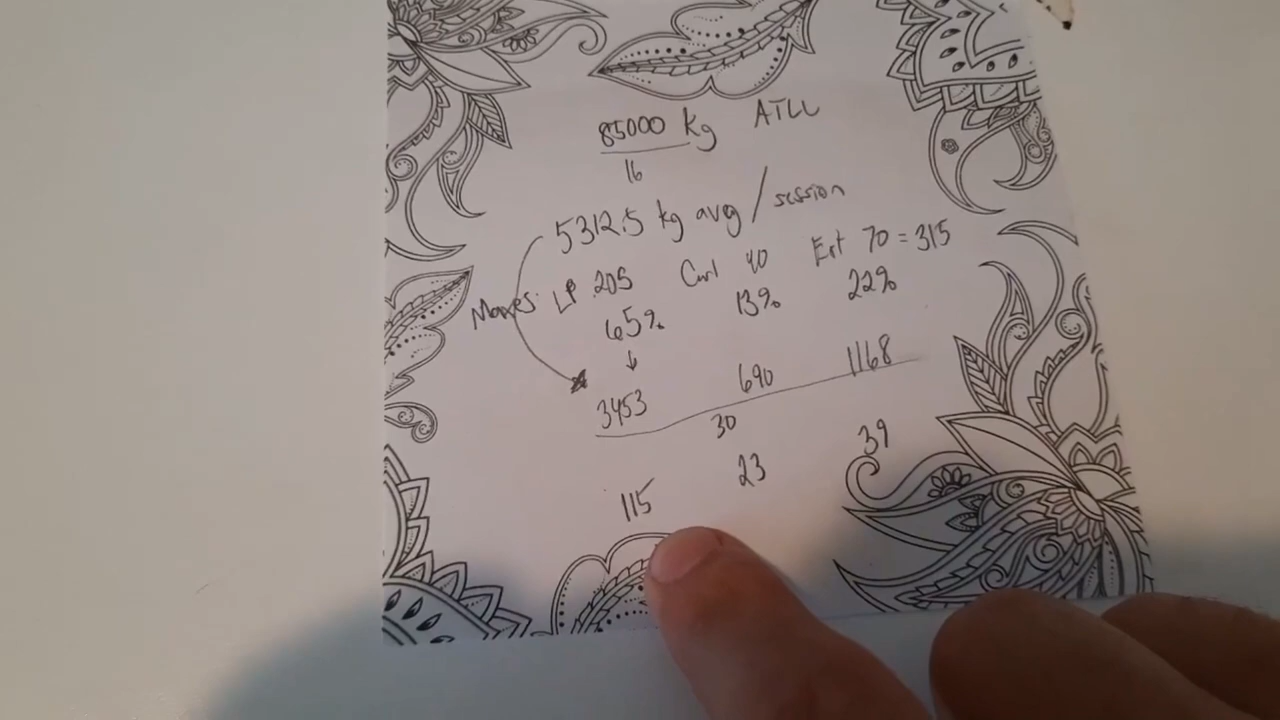 85000 kg ATLL
16
5312.5 kg avg / session
Maxes: LP 205 Curl 40 Ext 70 = 315
65% 13% 22%
3453 690 1168
30
115 23 39